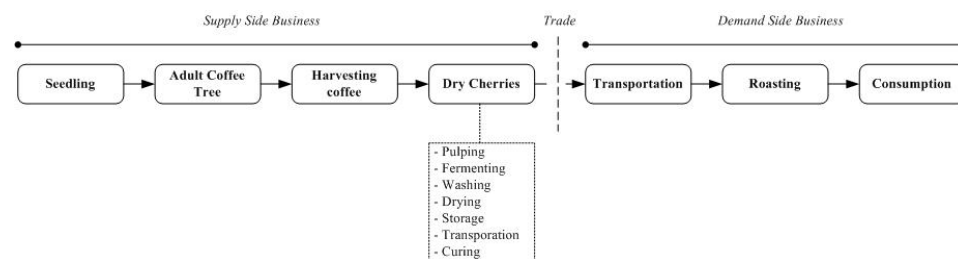 Supply Side Business
Trade
Demand Side Business
Seedling
Adult Coffee
Tree
Harvesting
coffee
Dry Cherries
Transportation
Roasting
Consumption
- Pulping
- Fermenting
- Washing
- Drying
- Storage
- Transporation
- Curing